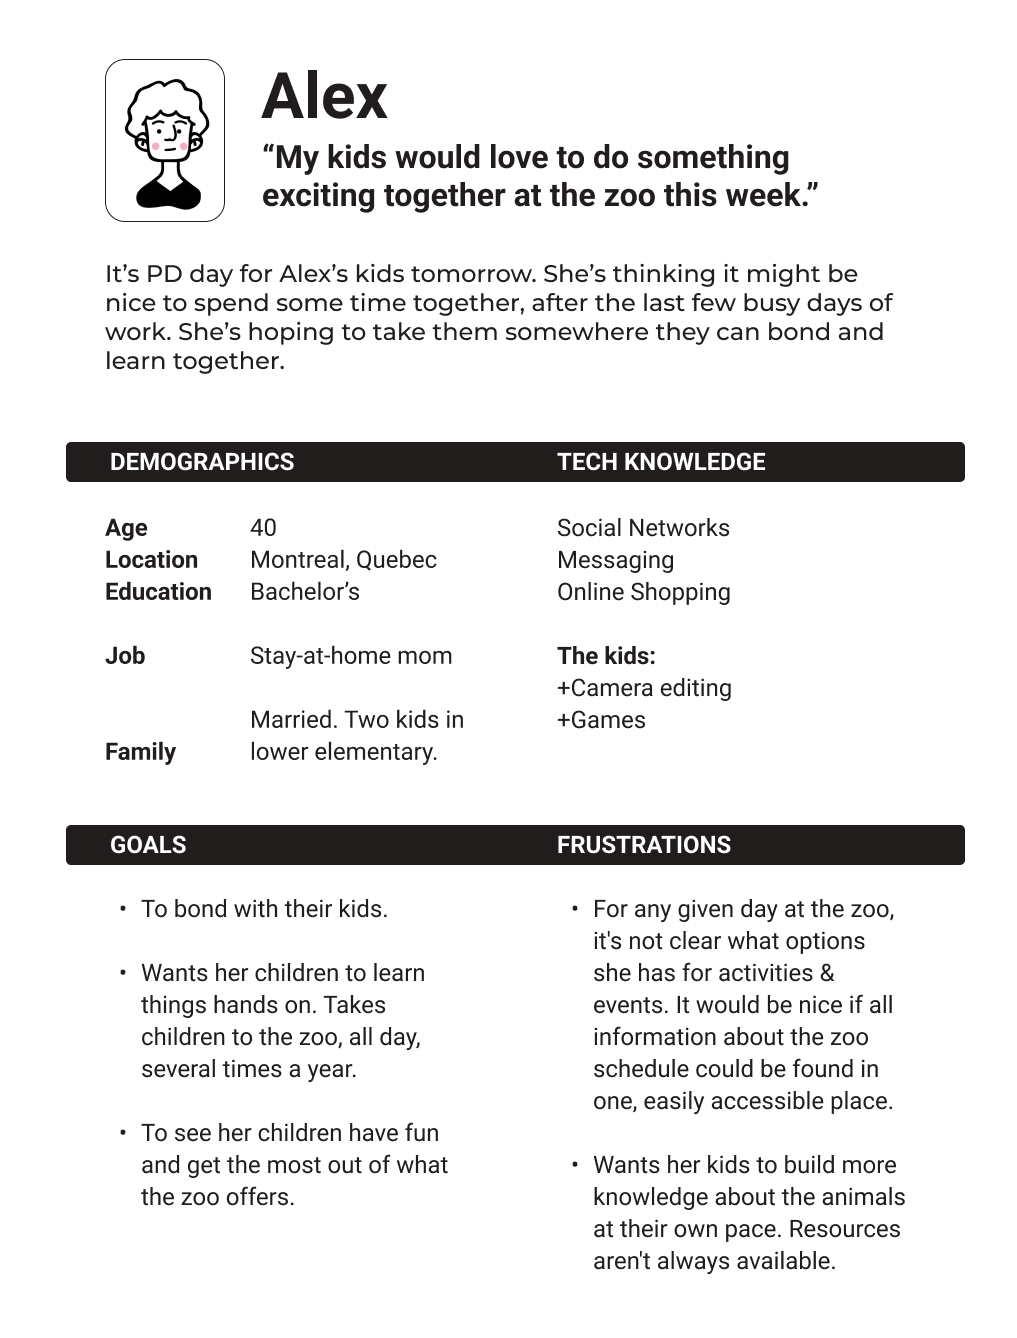 Alex
“My kids would love to do something
exciting together at the zoo this week.”
It’s PD day for Alex’s kids tomorrow. She’s thinking it might be
nice to spend some time together, after the last few busy days of
work. She’s hoping to take them somewhere they can bond and
learn together.
DEMOGRAPHICS
Age 40
Location Montreal, Quebec
Education Bachelor’s
Job Stay-at-home mom
Married. Two kids in
Family lower elementary.
TECH KNOWLEDGE
Social Networks
Messaging
Online Shopping
The kids:
+Camera editing
+Games
GOALS
• To bond with their kids.
• Wants her children to learn
things hands on. Takes
children to the zoo, all day,
several times a year.
• To see her children have fun
and get the most out of what
the zoo offers.
FRUSTRATIONS
• For any given day at the zoo,
it's not clear what options
she has for activities &
events. It would be nice if all
information about the zoo
schedule could be found in
one, easily accessible place.
• Wants her kids to build more
knowledge about the animals
at their own pace. Resources
aren't always available.